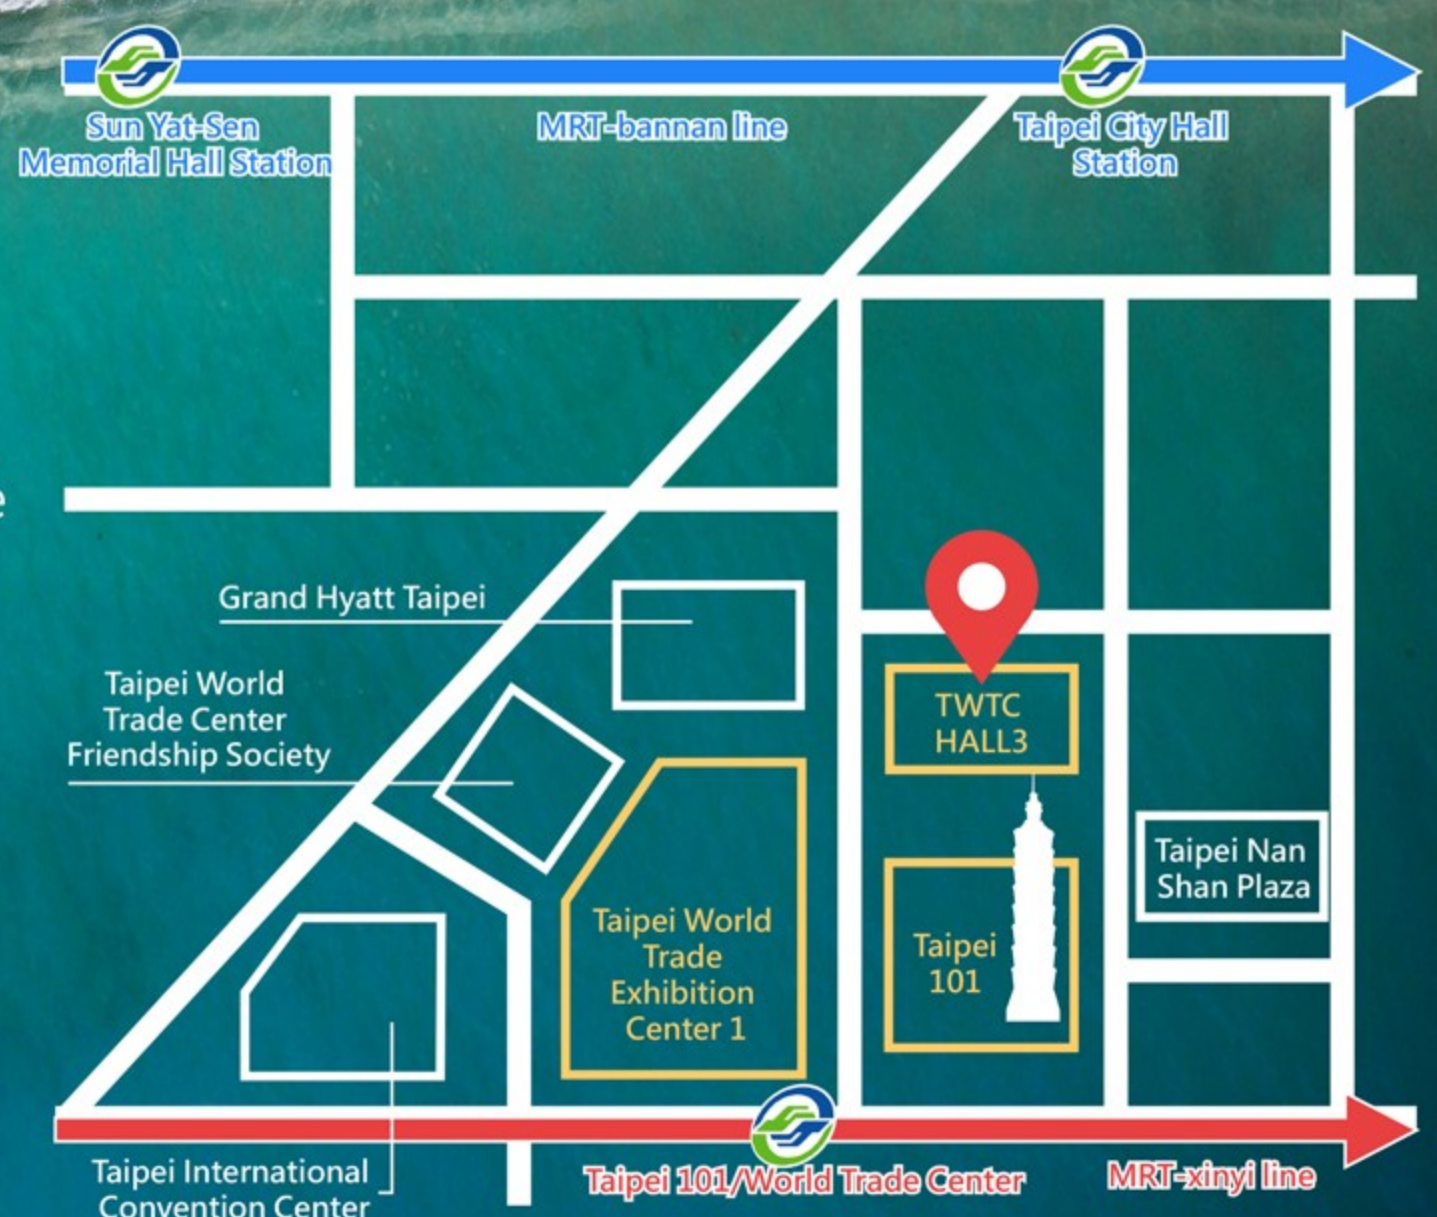 Sun Yat-Sen
Memorial Hall Station
MRT-bannan line
Taipei City Hall
Station
e
Grand Hyatt Taipei
Taipei World
Trade Center
Friendship Society
TWTC
HALL3
Taipei Nan
Shan Plaza
Taipei World
Trade
Exhibition
Center 1
Taipei
101
Taipei International
Convention Center
Taipei 101/World Trade Center
MRT-xinyi line